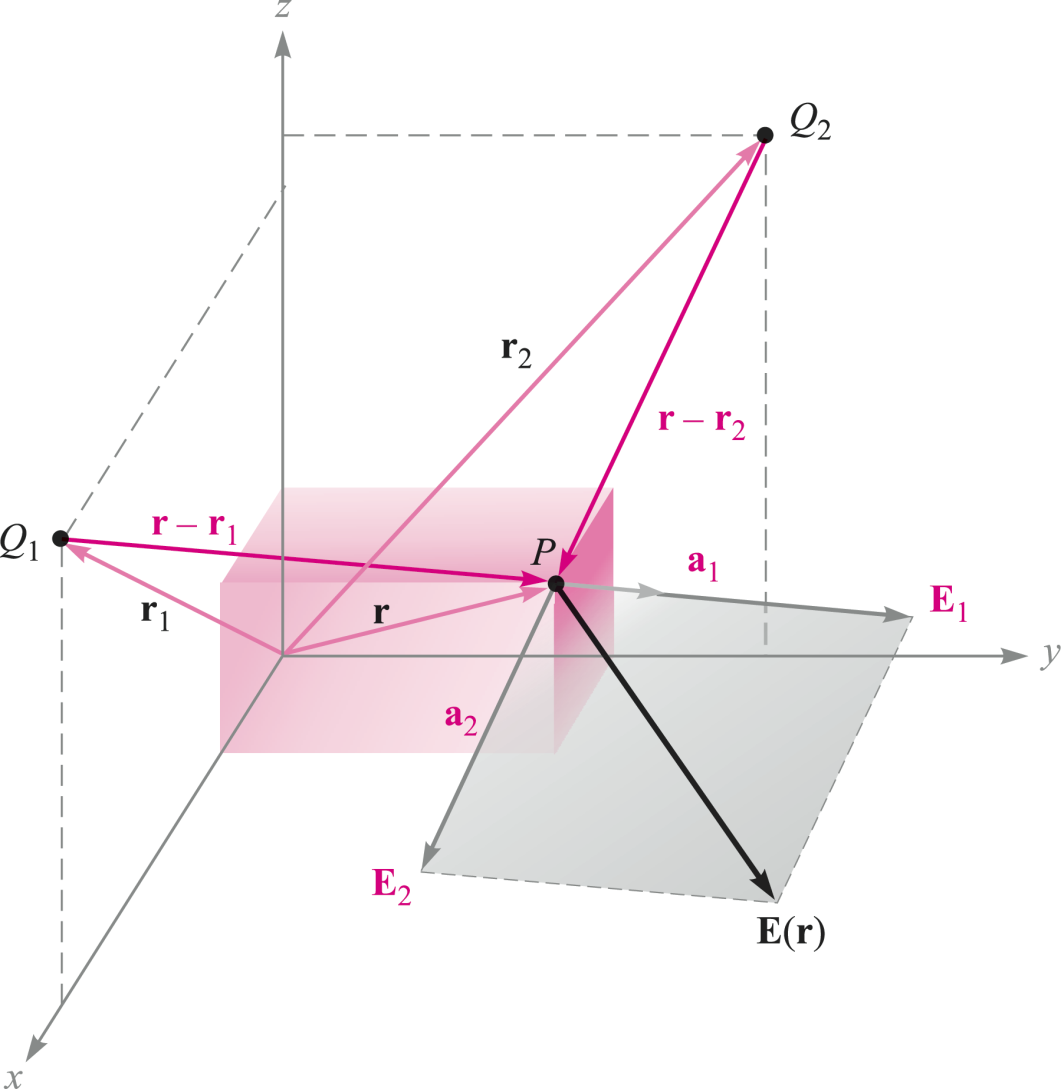 z
Q₂
r₂
r – r₂
Q₁
r – r₁
P
a₁
r₁
r
E₁
y
a₂
E₂
E(r)
x